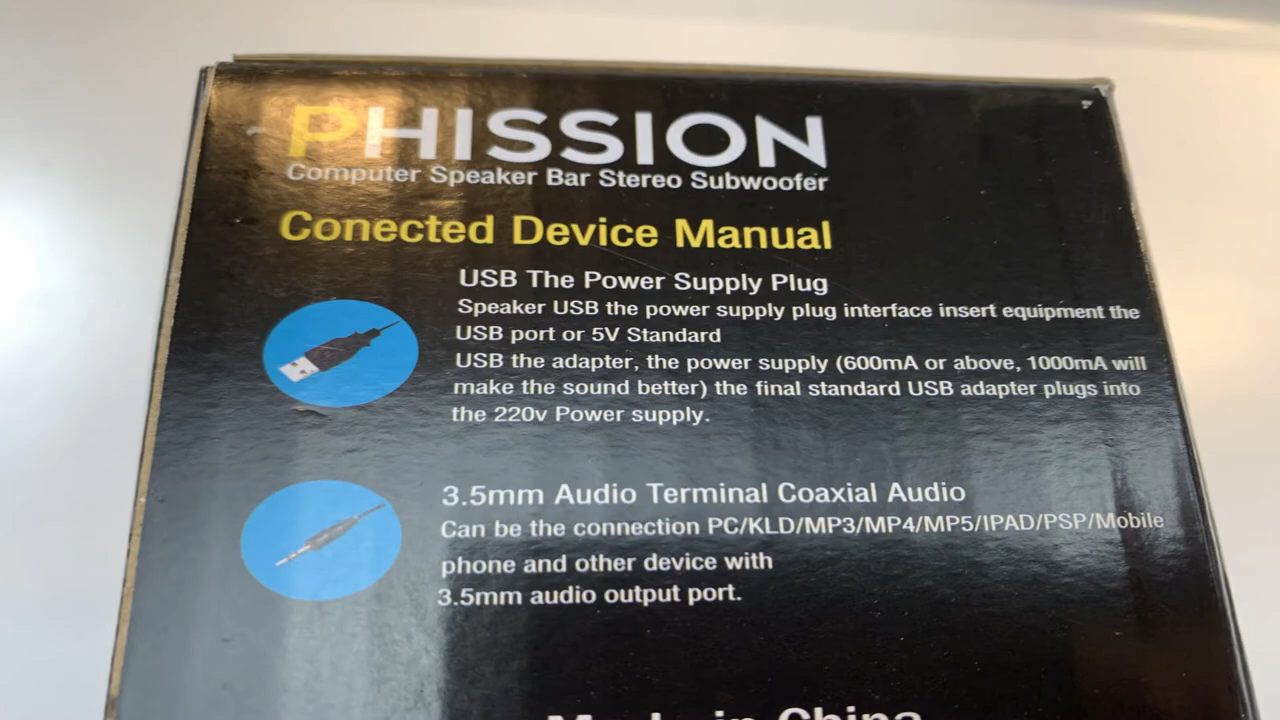 PHISSION
Computer Speaker Bar Stereo Subwoofer
Conected Device Manual
USB The Power Supply Plug
Speaker USB the power supply plug interface insert equipment the
USB port or 5V Standard
USB the adapter, the power supply (600mA or above, 1000mA will
make the sound better) the final standard USB adapter plugs into
the 220v Power supply.
3.5mm Audio Terminal Coaxial Audio
Can be the connection PC/KLD/MP3/MP4/MP5/IPAD/PSP/Mobile
phone and other device with
3.5mm audio output port.
Made in China